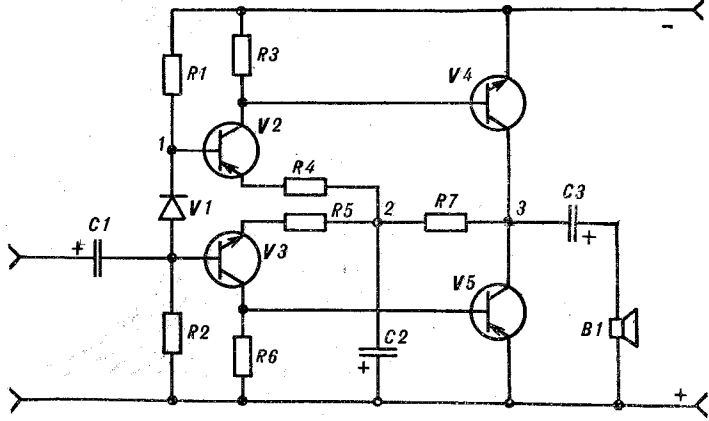 −
R1
R3
V4
1
V2
R4
C1
V1
R5
2
R7
3
C3
+
V3
+
V5
R2
R6
C2
+
B1
+